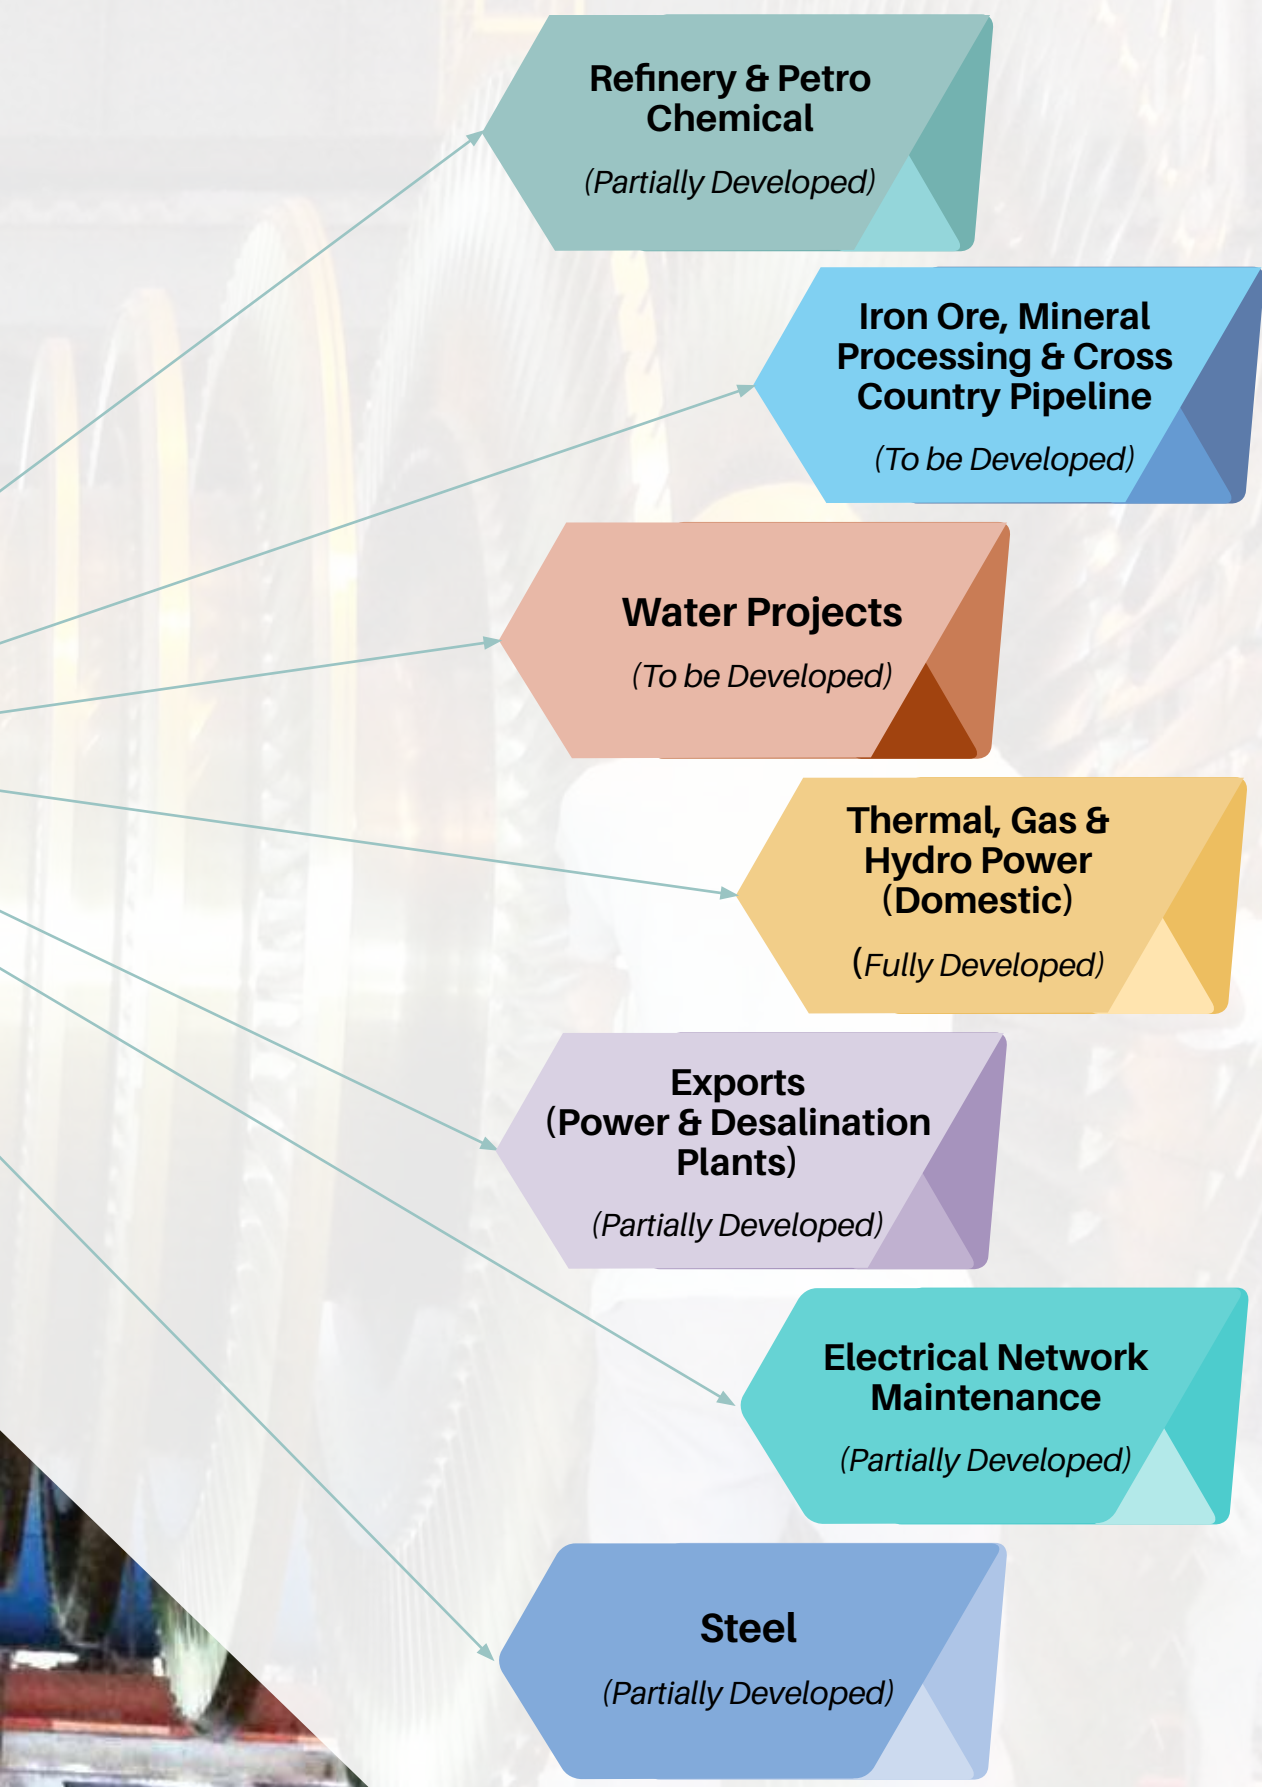 Refinery & Petro
Chemical
(Partially Developed)
Iron Ore, Mineral
Processing & Cross
Country Pipeline
(To be Developed)
Water Projects
(To be Developed)
Thermal, Gas &
Hydro Power
(Domestic)
(Fully Developed)
Exports
(Power & Desalination
Plants)
(Partially Developed)
Electrical Network
Maintenance
(Partially Developed)
Steel
(Partially Developed)